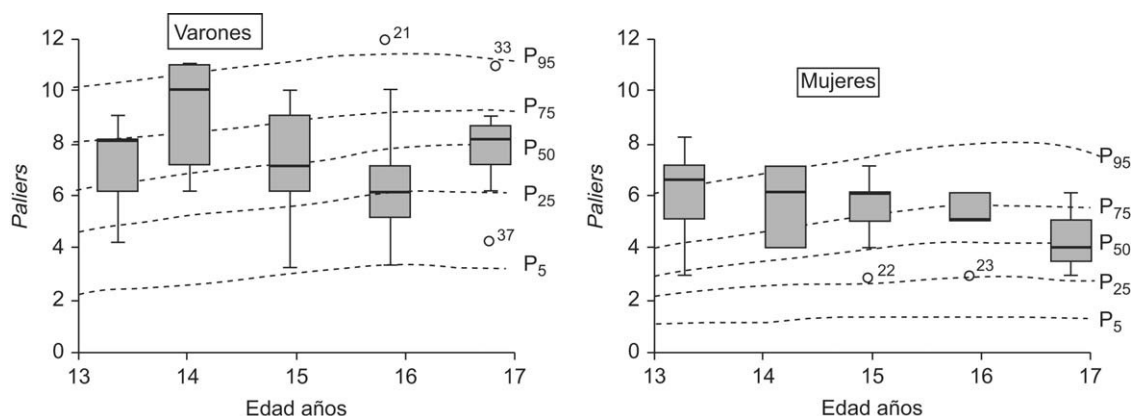 Varones
12
10
8
6
4
2
0
Paliers
13 14 15 16 17
Edad años
21
33
37
P95
P75
P50
P25
P5
Mujeres
12
10
8
6
4
2
0
Paliers
13 14 15 16 17
Edad años
22
23
P95
P75
P50
P25
P5